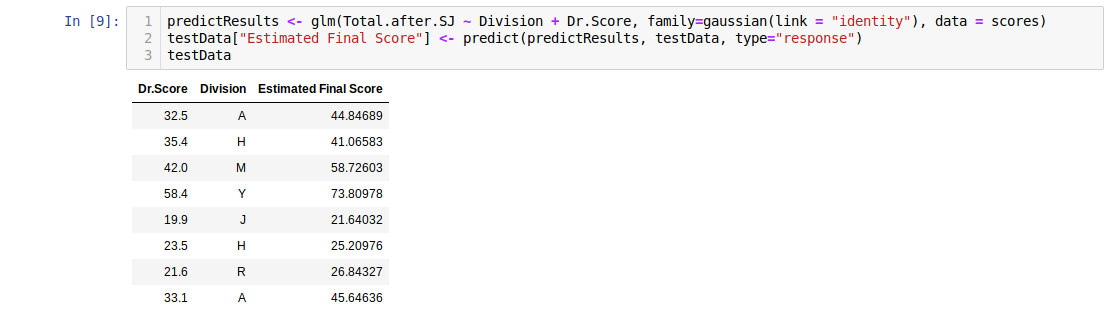 In [9]:
1 predictResults <- glm(Total.after.SJ ~ Division + Dr.Score, family=gaussian(link = "identity"), data = scores)
2 testData["Estimated Final Score"] <- predict(predictResults, testData, type="response")
3 testData
Dr.Score Division Estimated Final Score
32.5 A 44.84689
35.4 H 41.06583
42.0 M 58.72603
58.4 Y 73.80978
19.9 J 21.64032
23.5 H 25.20976
21.6 R 26.84327
33.1 A 45.64636